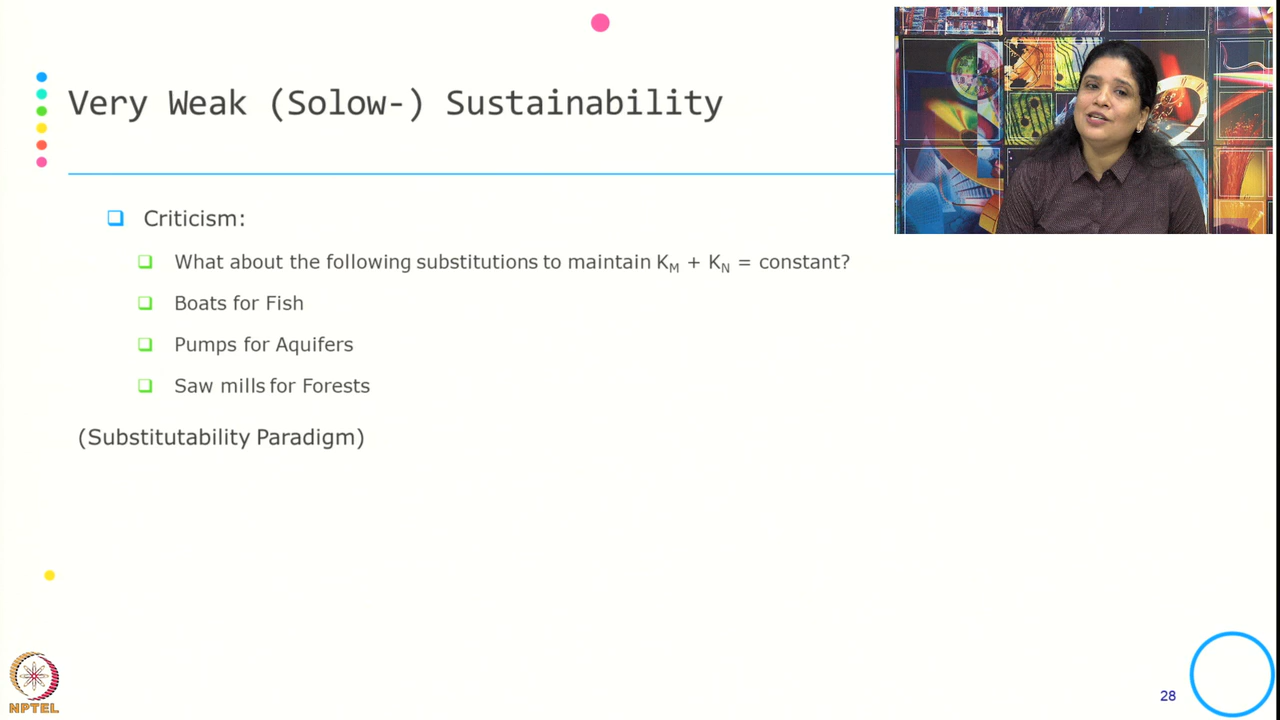 Very Weak (Solow-) Sustainability
Criticism:
What about the following substitutions to maintain K_M + K_N = constant?
Boats for Fish
Pumps for Aquifers
Saw mills for Forests
(Substitutability Paradigm)
NPTEL
28